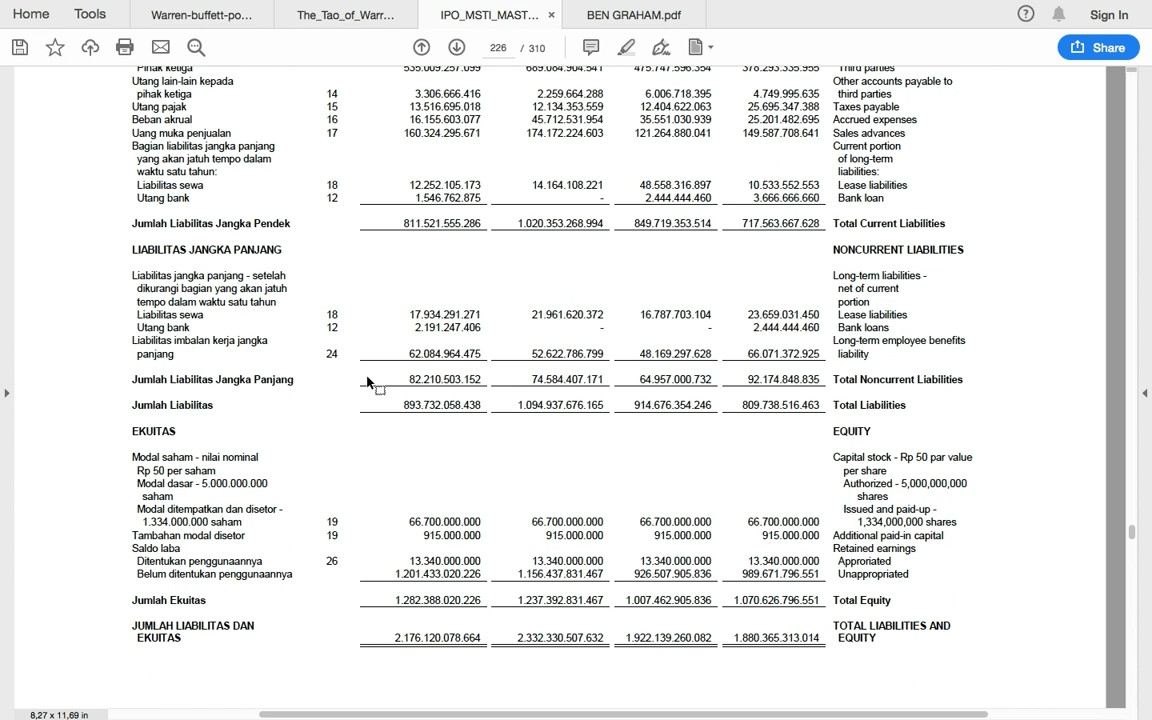 Home Tools Warren-buffett-po... The_Tao_of_Warr... IPO_MSTI_MAST... × BEN GRAHAM.pdf Sign In
226 / 310 Share
Pihak ketiga 535.009.257.099 689.084.904.541 475.747.596.354 378.293.335.955 Third parties
Utang lain-lain kepada Other accounts payable to
pihak ketiga 14 3.306.666.416 2.259.664.288 6.006.718.395 4.749.995.635 third parties
Utang pajak 15 13.516.695.018 12.134.353.559 12.404.622.063 25.695.347.388 Taxes payable
Beban akrual 16 16.155.603.077 45.712.531.954 35.551.030.939 25.201.482.695 Accrued expenses
Uang muka penjualan 17 160.324.295.671 174.172.224.603 121.264.880.041 149.587.708.641 Sales advances
Bagian liabilitas jangka panjang Current portion
yang akan jatuh tempo dalam of long-term
waktu satu tahun: liabilities:
Liabilitas sewa 18 12.252.105.173 14.164.108.221 48.558.316.897 10.533.552.553 Lease liabilities
Utang bank 12 1.546.762.875 - 2.444.444.460 3.666.666.660 Bank loan
Jumlah Liabilitas Jangka Pendek 811.521.555.286 1.020.353.268.994 849.719.353.514 717.563.667.628 Total Current Liabilities
LIABILITAS JANGKA PANJANG NONCURRENT LIABILITIES
Liabilitas jangka panjang - setelah Long-term liabilities -
dikurangi bagian yang akan jatuh net of current
tempo dalam waktu satu tahun portion
Liabilitas sewa 18 17.934.291.271 21.961.620.372 16.787.703.104 23.659.031.450 Lease liabilities
Utang bank 12 2.191.247.406 - - 2.444.444.460 Bank loans
Liabilitas imbalan kerja jangka Long-term employee benefits
panjang 24 62.084.964.475 52.622.786.799 48.169.297.628 66.071.372.925 liability
Jumlah Liabilitas Jangka Panjang 82.210.503.152 74.584.407.171 64.957.000.732 92.174.848.835 Total Noncurrent Liabilities
Jumlah Liabilitas 893.732.058.438 1.094.937.676.165 914.676.354.246 809.738.516.463 Total Liabilities
EKUITAS EQUITY
Modal saham - nilai nominal Capital stock - Rp 50 par value
Rp 50 per saham per share
Modal dasar - 5.000.000.000 Authorized - 5,000,000,000
saham shares
Modal ditempatkan dan disetor - Issued and paid-up -
1.334.000.000 saham 19 66.700.000.000 66.700.000.000 66.700.000.000 66.700.000.000 1,334,000,000 shares
Tambahan modal disetor 19 915.000.000 915.000.000 915.000.000 915.000.000 Additional paid-in capital
Saldo laba Retained earnings
Ditentukan penggunaannya 26 13.340.000.000 13.340.000.000 13.340.000.000 13.340.000.000 Approriated
Belum ditentukan penggunaannya 1.201.433.020.226 1.156.437.831.467 926.507.905.836 989.671.796.551 Unappropriated
Jumlah Ekuitas 1.282.388.020.226 1.237.392.831.467 1.007.462.905.836 1.070.626.796.551 Total Equity
JUMLAH LIABILITAS DAN TOTAL LIABILITIES AND
EKUITAS 2.176.120.078.664 2.332.330.507.632 1.922.139.260.082 1.880.365.313.014 EQUITY
8,27 x 11,69 in